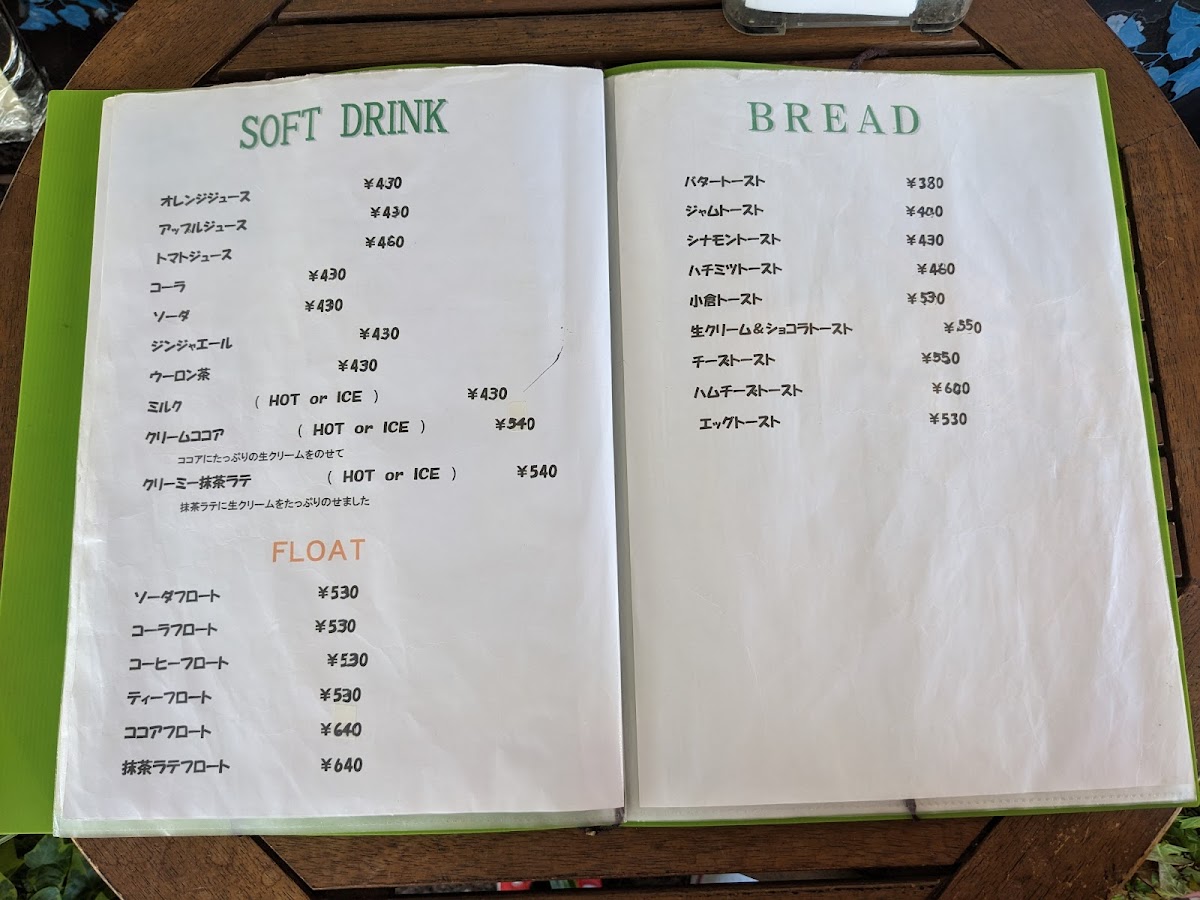 SOFT DRINK
オレンジジュース ¥430
アップルジュース ¥430
トマトジュース ¥460
コーラ ¥430
ソーダ ¥430
ジンジャエール ¥430
ウーロン茶 ¥430
ミルク ( HOT or ICE ) ¥430
クリームココア ( HOT or ICE ) ¥540
ココアにたっぷりの生クリームをのせて
クリーミー抹茶ラテ ( HOT or ICE ) ¥540
抹茶ラテに生クリームをたっぷりのせました
FLOAT
ソーダフロート ¥530
コーラフロート ¥530
コーヒーフロート ¥530
ティーフロート ¥530
ココアフロート ¥640
抹茶ラテフロート ¥640
BREAD
バタートースト ¥380
ジャムトースト ¥400
シナモントースト ¥430
ハチミツトースト ¥460
小倉トースト ¥530
生クリーム&ショコラトースト ¥550
チーズトースト ¥550
ハムチーズトースト ¥600
エッグトースト ¥530